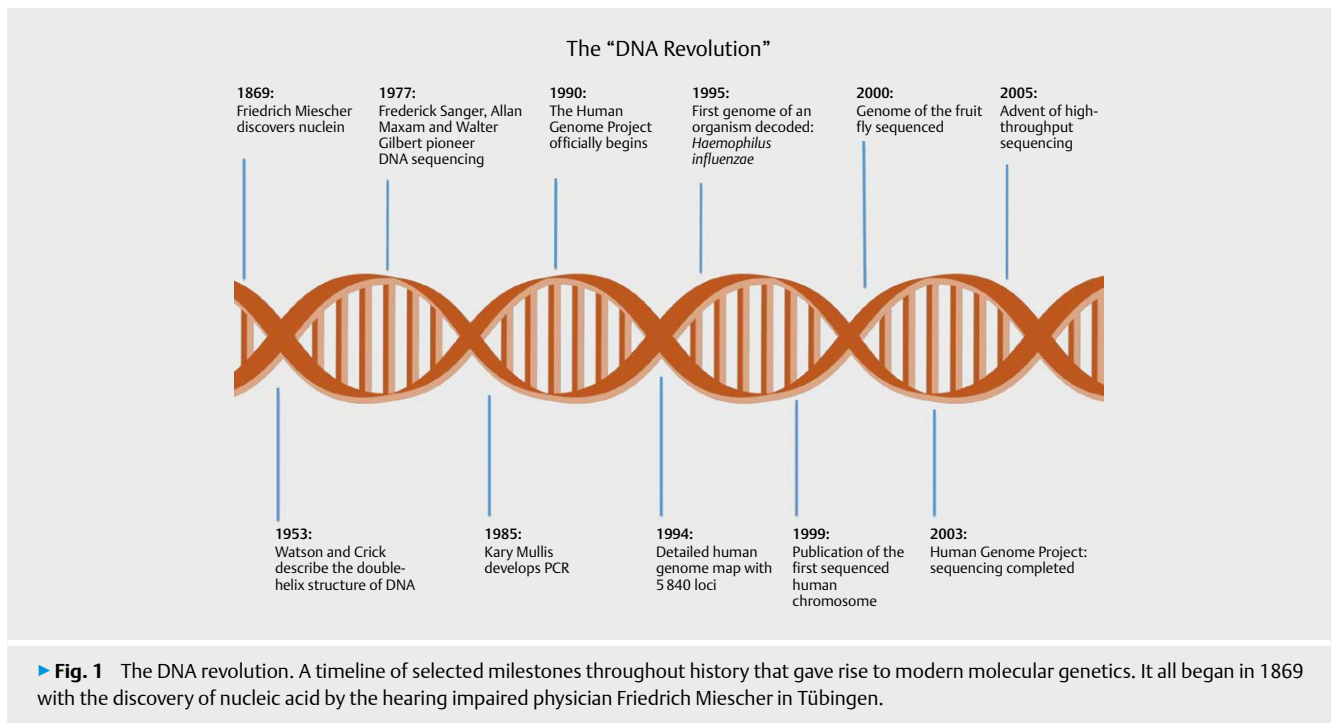 The “DNA Revolution”
1869:
Friedrich Miescher
discovers nuclein
1977:
Frederick Sanger, Allan
Maxam and Walter
Gilbert pioneer
DNA sequencing
1990:
The Human
Genome Project
officially begins
1995:
First genome of an
organism decoded:
Haemophilus
influenzae
2000:
Genome of the fruit
fly sequenced
2005:
Advent of high-
throughput
sequencing
1953:
Watson and Crick
describe the double-
helix structure of DNA
1985:
Kary Mullis
develops PCR
1994:
Detailed human
genome map with
5 840 loci
1999:
Publication of the
first sequenced
human
chromosome
2003:
Human Genome Project:
sequencing completed
▶ Fig. 1 The DNA revolution. A timeline of selected milestones throughout history that gave rise to modern molecular genetics. It all began in 1869
with the discovery of nucleic acid by the hearing impaired physician Friedrich Miescher in Tübingen.